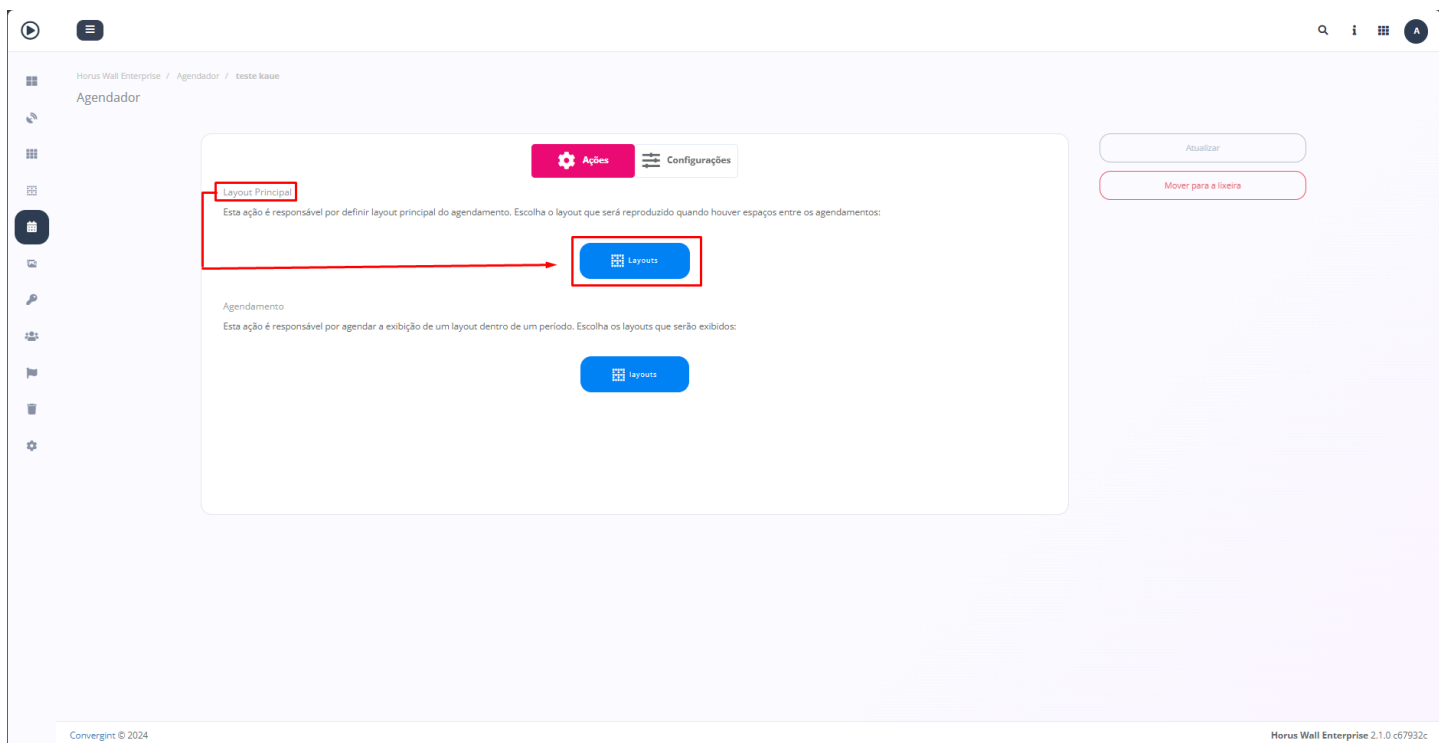 A
Horus Wall Enterprise / Agendador / teste kaue
Agendador
Ações
Configurações
Atualizar
Mover para a lixeira
Layout Principal
Esta ação é responsável por definir layout principal do agendamento. Escolha o layout que será reproduzido quando houver espaços entre os agendamentos:
Layouts
Agendamento
Esta ação é responsável por agendar a exibição de um layout dentro de um período. Escolha os layouts que serão exibidos:
layouts
Convergint © 2024
Horus Wall Enterprise 2.1.0 c67932c